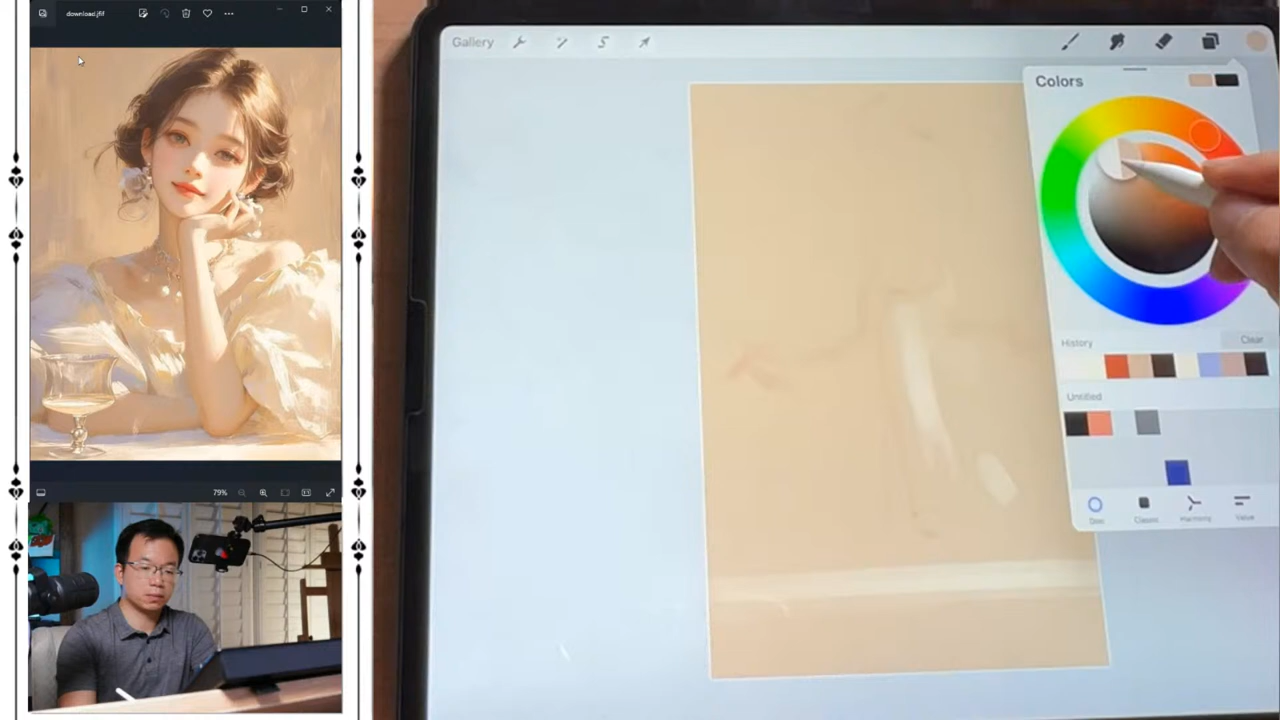 download.jfif
79%
Gallery
Colors
History
Clear
Untitled
Disc
Classic
Harmony
Value